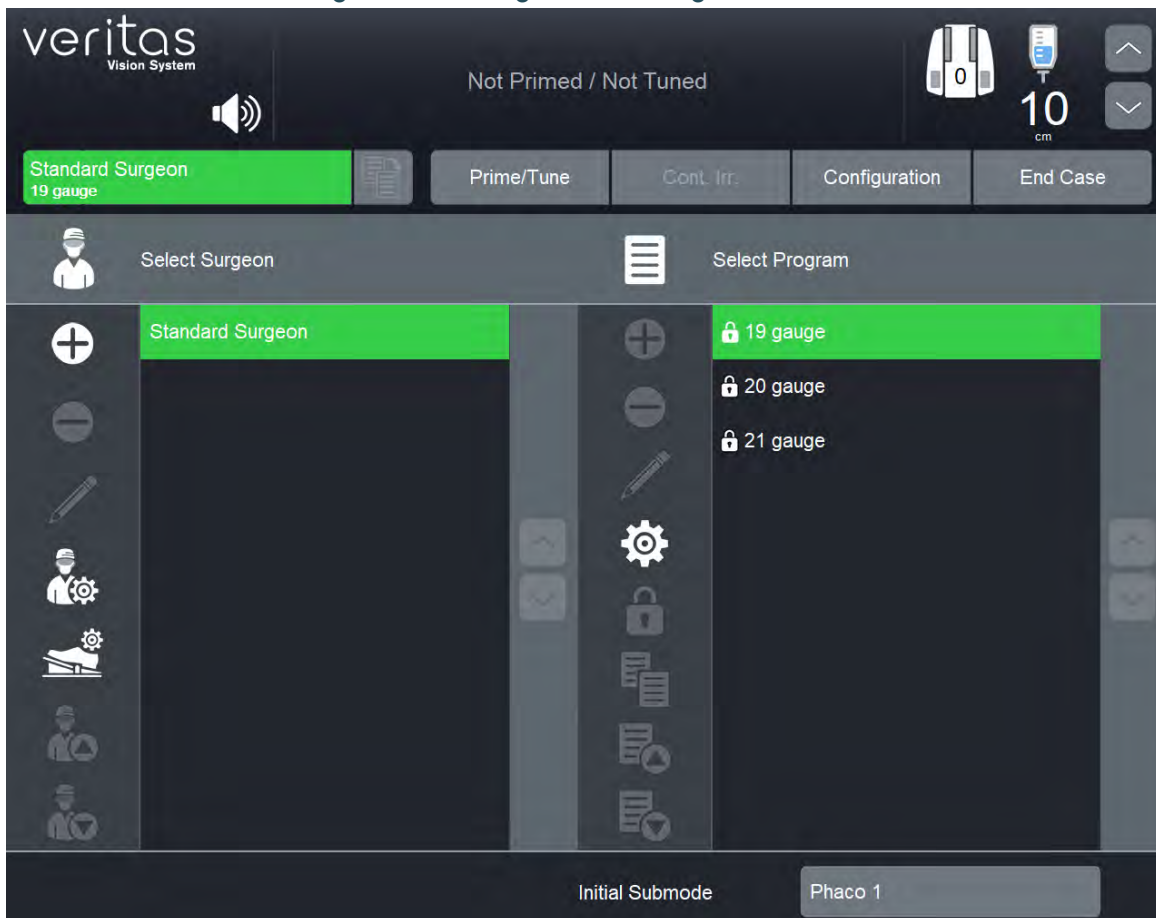 veritas
Vision System
Not Primed / Not Tuned
0
10
cm
Standard Surgeon
19 gauge
Prime/Tune
Cont. Irr.
Configuration
End Case
Select Surgeon
Select Program
Standard Surgeon
19 gauge
20 gauge
21 gauge
Initial Submode
Phaco 1